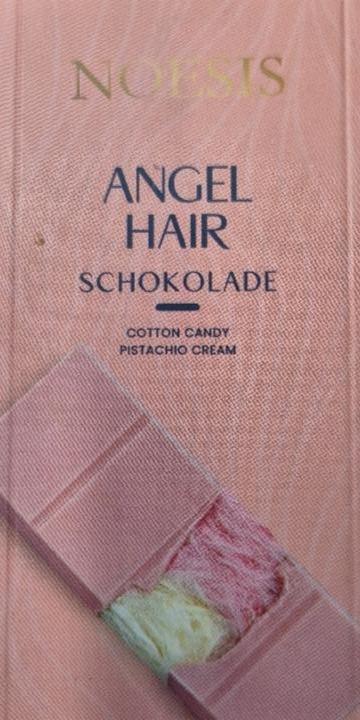 NOESIS
ANGEL
HAIR
SCHOKOLADE
COTTON CANDY
PISTACHIO CREAM